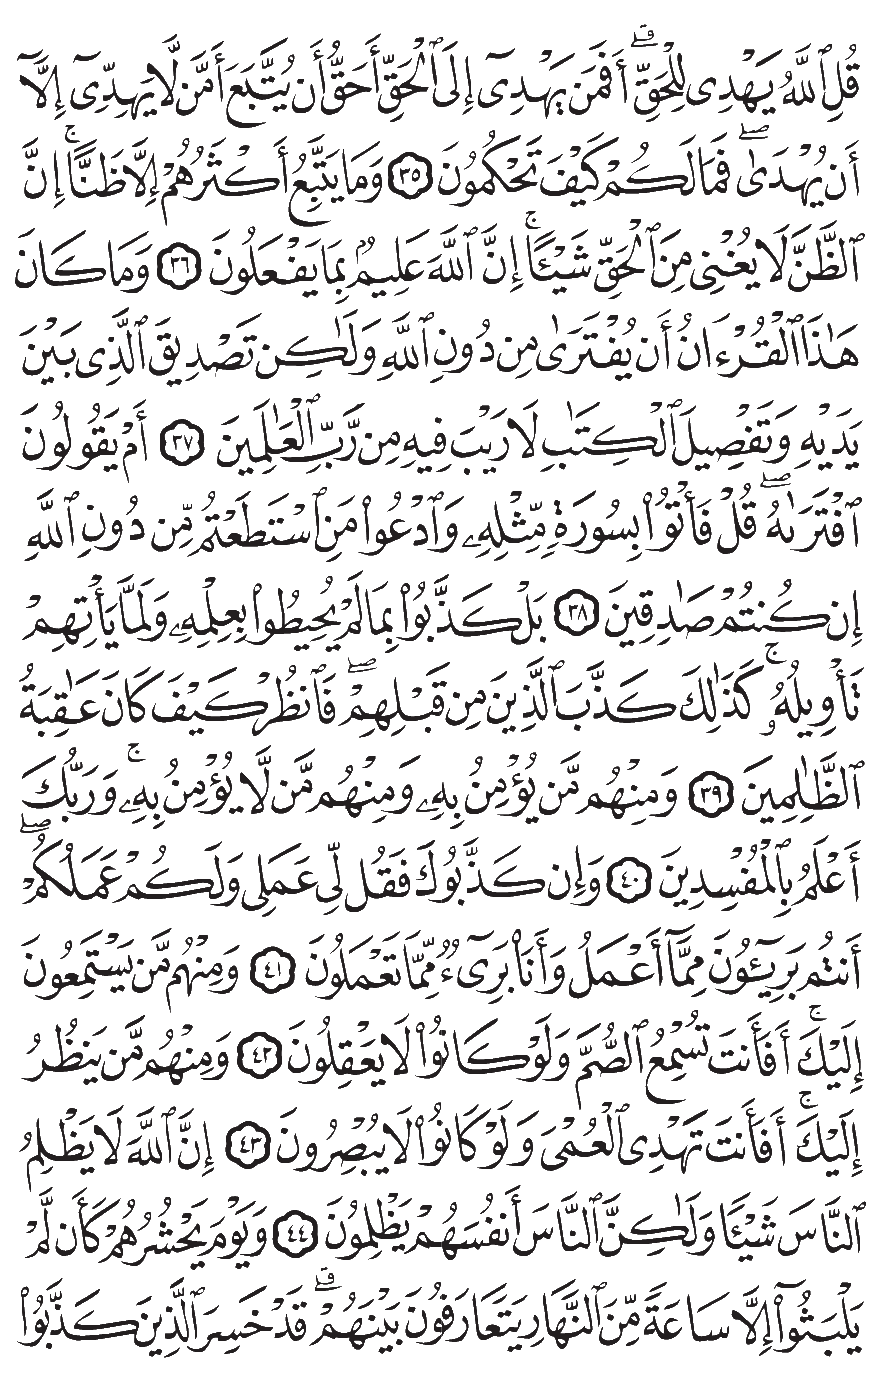 قُلِ ٱللَّهُ يَهْدِى لِلْحَقِّ ۗ أَفَمَن يَهْدِىٓ إِلَى ٱلْحَقِّ أَحَقُّ أَن يُتَّبَعَ أَمَّن لَّا يَهِدِّىٓ إِلَّآ
أَن يُهْدَىٰ ۖ فَمَا لَكُمْ كَيْفَ تَحْكُمُونَ ٣٥ وَمَا يَتَّبِعُ أَكْثَرُهُمْ إِلَّا ظَنًّا ۚ إِنَّ
ٱلظَّنَّ لَا يُغْنِى مِنَ ٱلْحَقِّ شَيْـًٔا ۚ إِنَّ ٱللَّهَ عَلِيمٌۢ بِمَا يَفْعَلُونَ ٣٦ وَمَا كَانَ
هَـٰذَا ٱلْقُرْءَانُ أَن يُفْتَرَىٰ مِن دُونِ ٱللَّهِ وَلَـٰكِن تَصْدِيقَ ٱلَّذِى بَيْنَ
يَدَيْهِ وَتَفْصِيلَ ٱلْكِتَـٰبِ لَا رَيْبَ فِيهِ مِن رَّبِّ ٱلْعَـٰلَمِينَ ٣٧ أَمْ يَقُولُونَ
ٱفْتَرَىٰهُ ۖ قُلْ فَأْتُوا۟ بِسُورَةٍ مِّثْلِهِۦ وَٱدْعُوا۟ مَنِ ٱسْتَطَعْتُم مِّن دُونِ ٱللَّهِ
إِن كُنتُمْ صَـٰدِقِينَ ٣٨ بَلْ كَذَّبُوا۟ بِمَا لَمْ يُحِيطُوا۟ بِعِلْمِهِۦ وَلَمَّا يَأْتِهِمْ
تَأْوِيلُهُۥ ۚ كَذَٰلِكَ كَذَّبَ ٱلَّذِينَ مِن قَبْلِهِمْ ۖ فَٱنظُرْ كَيْفَ كَانَ عَـٰقِبَةُ
ٱلظَّـٰلِمِينَ ٣٩ وَمِنْهُم مَّن يُؤْمِنُ بِهِۦ وَمِنْهُم مَّن لَّا يُؤْمِنُ بِهِۦ ۚ وَرَبُّكَ
أَعْلَمُ بِٱلْمُفْسِدِينَ ٤٠ وَإِن كَذَّبُوكَ فَقُل لِّى عَمَلِى وَلَكُمْ عَمَلُكُمْ ۖ
أَنتُم بَرِيٓـُٔونَ مِمَّآ أَعْمَلُ وَأَنَا۠ بَرِىٓءٌ مِّمَّا تَعْمَلُونَ ٤١ وَمِنْهُم مَّن يَسْتَمِعُونَ
إِلَيْكَ ۚ أَفَأَنتَ تُسْمِعُ ٱلصُّمَّ وَلَوْ كَانُوا۟ لَا يَعْقِلُونَ ٤٢ وَمِنْهُم مَّن يَنظُرُ
إِلَيْكَ ۚ أَفَأَنتَ تَهْدِى ٱلْعُمْىَ وَلَوْ كَانُوا۟ لَا يُبْصِرُونَ ٤٣ إِنَّ ٱللَّهَ لَا يَظْلِمُ
ٱلنَّاسَ شَيْـًٔا وَلَـٰكِنَّ ٱلنَّاسَ أَنفُسَهُمْ يَظْلِمُونَ ٤٤ وَيَوْمَ يَحْشُرُهُمْ كَأَن لَّمْ
يَلْبَثُوٓا۟ إِلَّا سَاعَةً مِّنَ ٱلنَّهَارِ يَتَعَارَفُونَ بَيْنَهُمْ ۗ قَدْ خَسِرَ ٱلَّذِينَ كَذَّبُوا۟